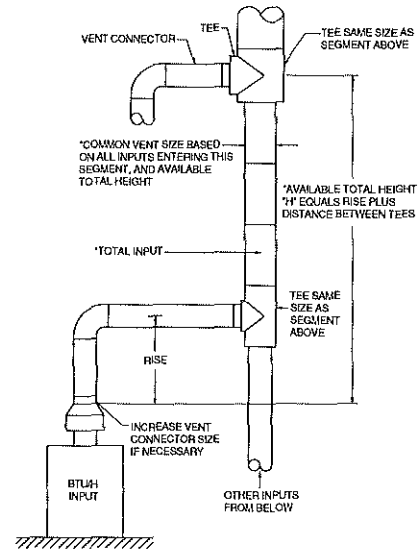 TEE
VENT CONNECTOR
TEE SAME SIZE AS
SEGMENT ABOVE
*COMMON VENT SIZE BASED
ON ALL INPUTS ENTERING THIS
SEGMENT, AND AVAILABLE
TOTAL HEIGHT
*AVAILABLE TOTAL HEIGHT
"H" EQUALS RISE PLUS
DISTANCE BETWEEN TEES
*TOTAL INPUT
TEE SAME
SIZE AS
SEGMENT
ABOVE
RISE
INCREASE VENT
CONNECTOR SIZE
IF NECESSARY
BTU/H
INPUT
OTHER INPUTS
FROM BELOW